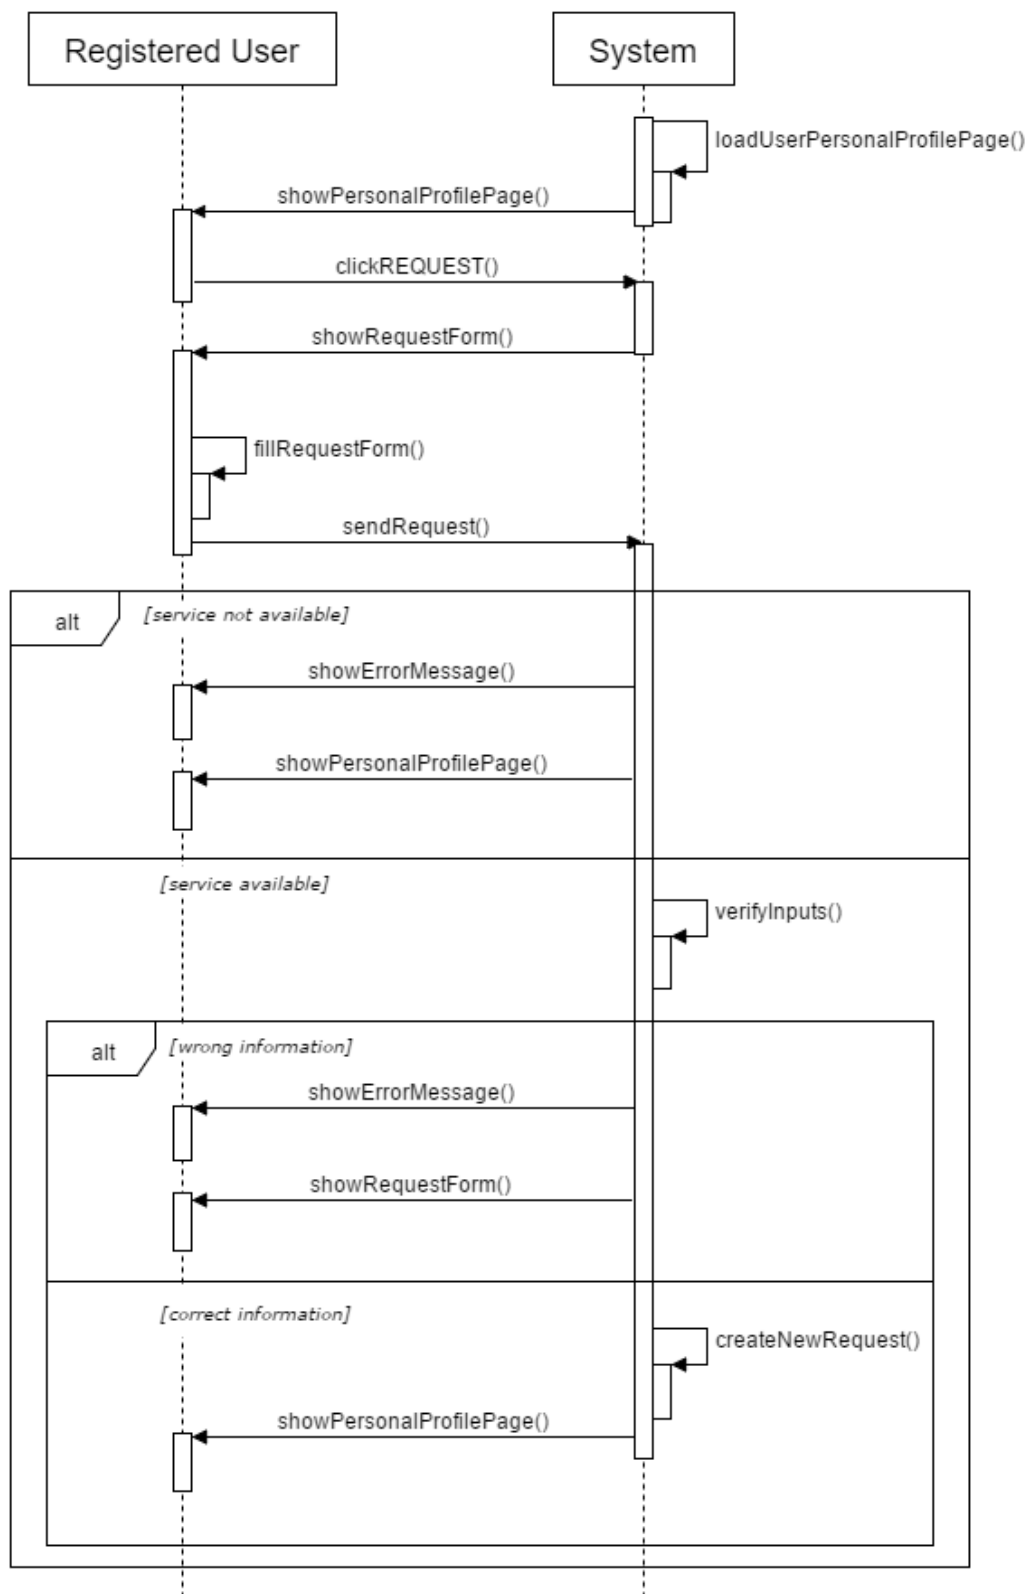 Registered User
System
loadUserPersonalProfilePage()
showPersonalProfilePage()
clickREQUEST()
showRequestForm()
fillRequestForm()
sendRequest()
alt
[service not available]
showErrorMessage()
showPersonalProfilePage()
[service available]
verifyInputs()
alt
[wrong information]
showErrorMessage()
showRequestForm()
[correct information]
createNewRequest()
showPersonalProfilePage()